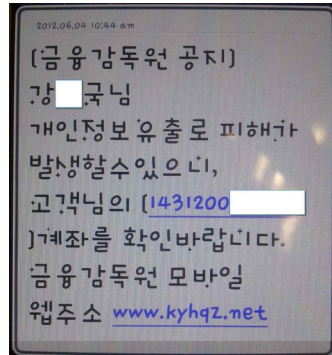 2012.06.04 10:44 am
[금융감독원 공지]
강 국님
개인정보유출로 피해가
발생할수있으니,
고객님의 [1431200
]계좌를 확인바랍니다.
금융감독원 모바일
웹주소 www.kyhqz.net